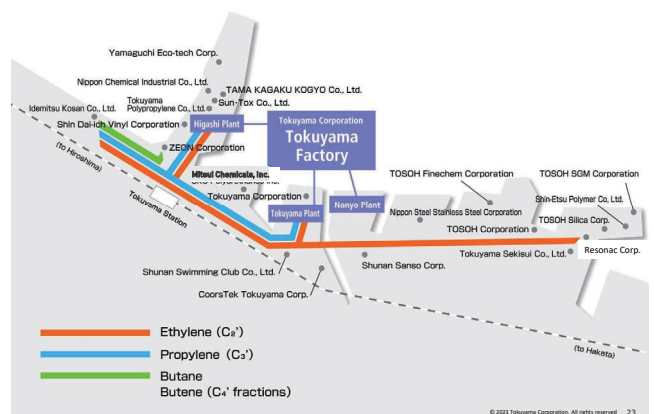 Yamaguchi Eco-tech Corp.
Nippon Chemical Industrial Co., Ltd.
TAMA KAGAKU KOGYO Co., Ltd.
Tokuyama
Polypropylene Co., Ltd.
Sun·Tox Co., Ltd.
Idemitsu Kosan Co., Ltd.
Shin Dai-ich Vinyl Corporation
Higashi Plant
Tokuyama Corporation
Tokuyama
Factory
ZEON Corporation
(to Hiroshima)
Tokuyama Station
Mitsui Chemicals, Inc.
Tokuyama Corporation
Tokuyama Plant
Nanyo Plant
TOSOH Finechem Corporation
TOSOH SGM Corporation
Shin-Etsu Polymer Co, Ltd.
Nippon Steel Stainless Steel Corporation
TOSOH Silica Corp.
TOSOH Corporation
Resonac Corp.
Tokuyama Sekisui Co., Ltd.
Shunan Swimming Club Co., Ltd.
Shunan Sanso Corp.
CoorsTek Tokuyama Corp.
(to Hakata)
Ethylene (C₂')
Propylene (C₃')
Butane
Butene (C₄' fractions)
© 2023 Tokuyama Corporation. All rights reserved 23